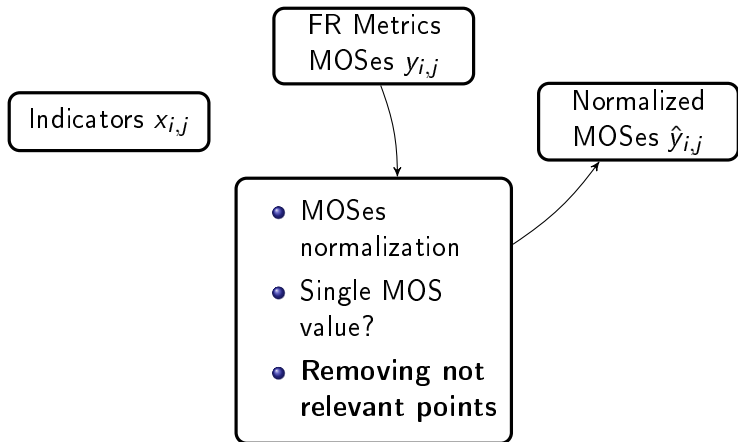 FR Metrics
MOSes y_{i,j}
Indicators x_{i,j}
Normalized
MOSes ŷ_{i,j}
MOSes
normalization
Single MOS
value?
Removing not
relevant points